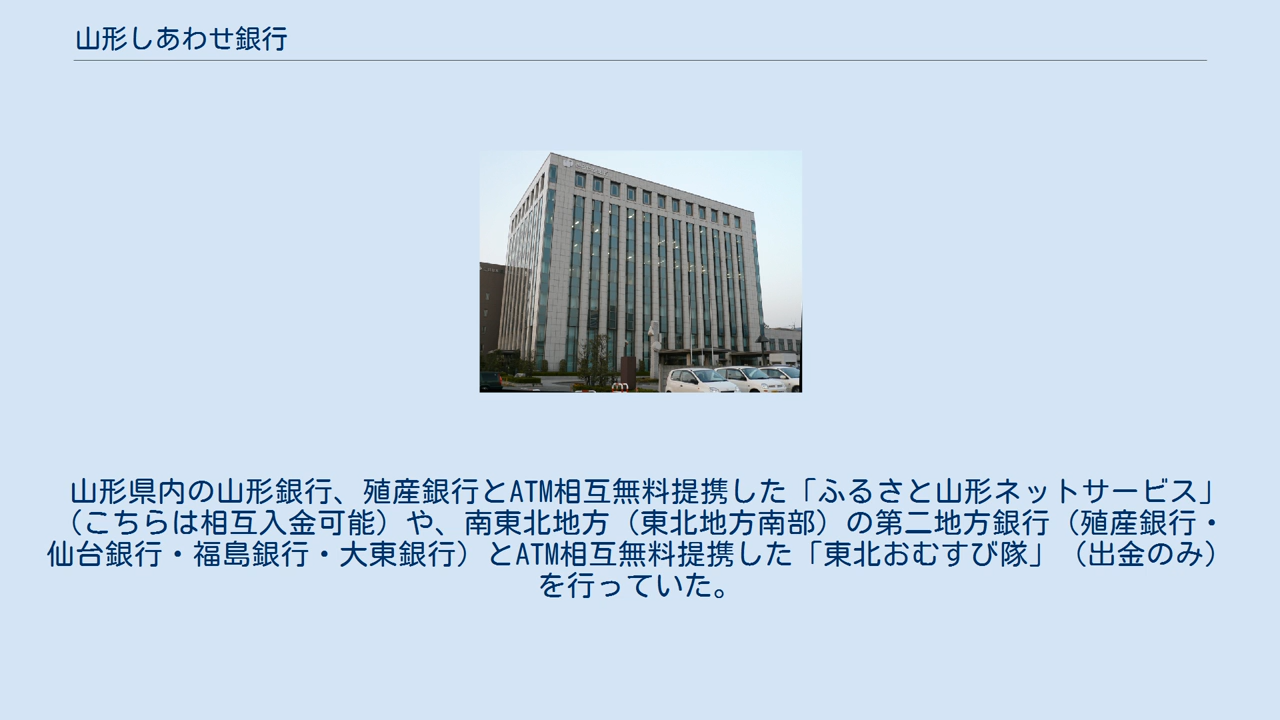 山形しあわせ銀行
山形県内の山形銀行、殖産銀行とATM相互無料提携した「ふるさと山形ネットサービス」
（こちらは相互入金可能）や、南東北地方（東北地方南部）の第二地方銀行（殖産銀行・
仙台銀行・福島銀行・大東銀行）とATM相互無料提携した「東北おむすび隊」（出金のみ）
を行っていた。